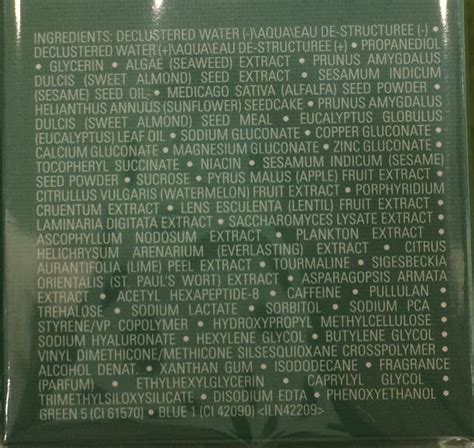 INGREDIENTS: DECLUSTERED WATER (-)\AQUA\EAU DE-STRUCTUREE (-) •
DECLUSTERED WATER (+)\AQUA\EAU DE-STRUCTUREE (+) • PROPANEDIOL
• GLYCERIN • ALGAE (SEAWEED) EXTRACT • PRUNUS AMYGDALUS
DULCIS (SWEET ALMOND) SEED EXTRACT • SESAMUM INDICUM
(SESAME) SEED OIL • MEDICAGO SATIVA (ALFALFA) SEED POWDER •
HELIANTHUS ANNUUS (SUNFLOWER) SEEDCAKE • PRUNUS AMYGDALUS
DULCIS (SWEET ALMOND) SEED MEAL • EUCALYPTUS GLOBULUS
(EUCALYPTUS) LEAF OIL • SODIUM GLUCONATE • COPPER GLUCONATE •
CALCIUM GLUCONATE • MAGNESIUM GLUCONATE • ZINC GLUCONATE •
TOCOPHERYL SUCCINATE • NIACIN • SESAMUM INDICUM (SESAME)
SEED POWDER • SUCROSE • PYRUS MALUS (APPLE) FRUIT EXTRACT •
CITRULLUS VULGARIS (WATERMELON) FRUIT EXTRACT • PORPHYRIDIUM
CRUENTUM EXTRACT • LENS ESCULENTA (LENTIL) FRUIT EXTRACT •
LAMINARIA DIGITATA EXTRACT • SACCHAROMYCES LYSATE EXTRACT •
ASCOPHYLLUM NODOSUM EXTRACT • PLANKTON EXTRACT •
HELICHRYSUM ARENARIUM (EVERLASTING) EXTRACT • CITRUS
AURANTIFOLIA (LIME) PEEL EXTRACT • TOURMALINE • SIGESBECKIA
ORIENTALIS (ST. PAUL'S WORT) EXTRACT • ASPARAGOPSIS ARMATA
EXTRACT • ACETYL HEXAPEPTIDE-8 • CAFFEINE • PULLULAN •
TREHALOSE • SODIUM LACTATE • SORBITOL • SODIUM PCA •
STYRENE/VP COPOLYMER • HYDROXYPROPYL METHYLCELLULOSE •
SODIUM HYALURONATE • HEXYLENE GLYCOL • BUTYLENE GLYCOL •
VINYL DIMETHICONE/METHICONE SILSESQUIOXANE CROSSPOLYMER •
ALCOHOL DENAT. • XANTHAN GUM • ISODODECANE • FRAGRANCE
(PARFUM) • ETHYLHEXYLGLYCERIN • CAPRYLYL GLYCOL •
TRIMETHYLSILOXYSILICATE • DISODIUM EDTA • PHENOXYETHANOL •
GREEN 5 (CI 61570) • BLUE 1 (CI 42090) <ILN42209>